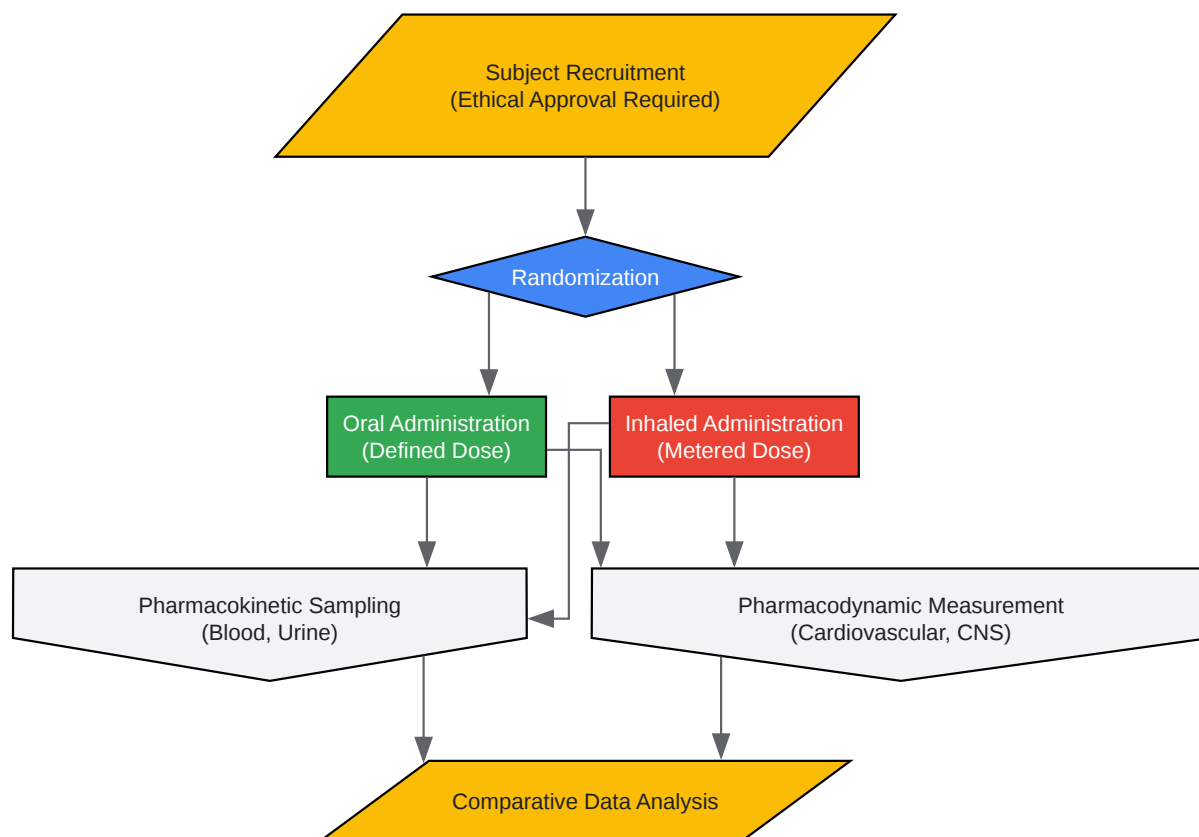 Subject Recruitment
(Ethical Approval Required)
Randomization
Oral Administration
(Defined Dose)
Inhaled Administration
(Metered Dose)
Pharmacokinetic Sampling
(Blood, Urine)
Pharmacodynamic Measurement
(Cardiovascular, CNS)
Comparative Data Analysis